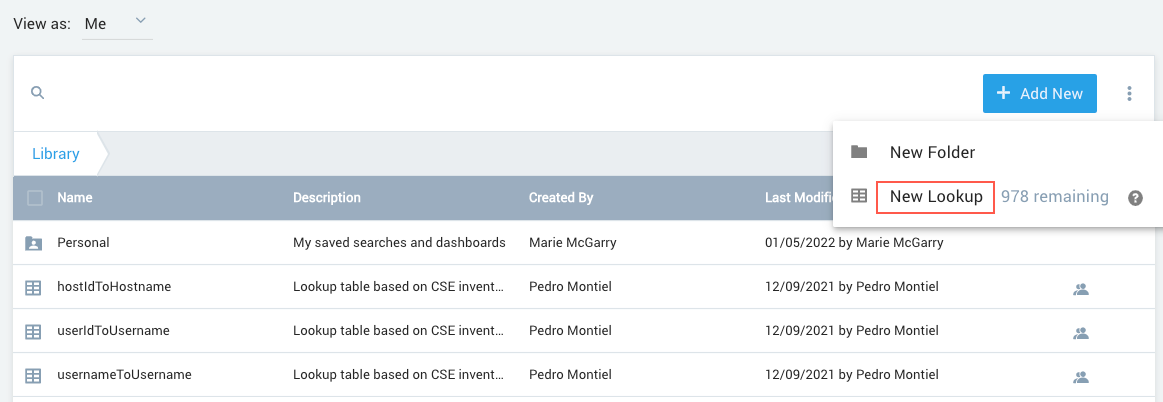 View as: Me
Add New
Library
New Folder
New Lookup 978 remaining
Name Description Created By Last Modifie
Personal My saved searches and dashboards Marie McGarry 01/05/2022 by Marie McGarry
hostIdToHostname Lookup table based on CSE invent... Pedro Montiel 12/09/2021 by Pedro Montiel
userIdToUsername Lookup table based on CSE invent... Pedro Montiel 12/09/2021 by Pedro Montiel
usernameToUsername Lookup table based on CSE invent... Pedro Montiel 12/09/2021 by Pedro Montiel